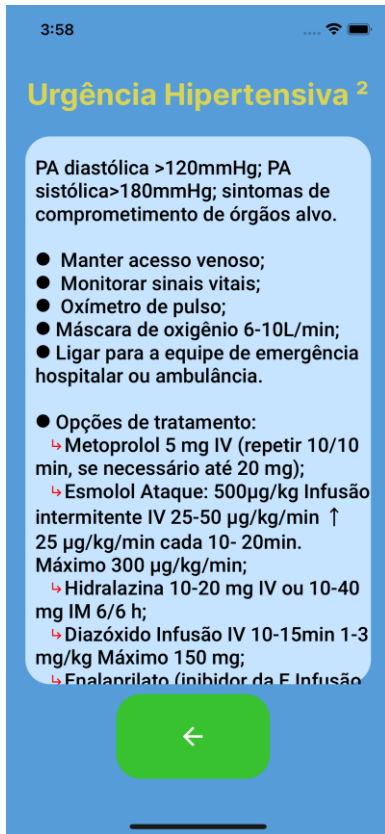 3:58
Urgência Hipertensiva ²
PA diastólica >120mmHg; PA
sistólica>180mmHg; sintomas de
comprometimento de órgãos alvo.
● Manter acesso venoso;
● Monitorar sinais vitais;
● Oxímetro de pulso;
● Máscara de oxigênio 6-10L/min;
● Ligar para a equipe de emergência
hospitalar ou ambulância.
● Opções de tratamento:
↳Metoprolol 5 mg IV (repetir 10/10
min, se necessário até 20 mg);
↳Esmolol Ataque: 500µg/kg Infusão
intermitente IV 25-50 µg/kg/min ↑
25 µg/kg/min cada 10- 20min.
Máximo 300 µg/kg/min;
↳Hidralazina 10-20 mg IV ou 10-40
mg IM 6/6 h;
↳Diazóxido Infusão IV 10-15min 1-3
mg/kg Máximo 150 mg;
↳Enalaprilato (inibidor da E Infusão